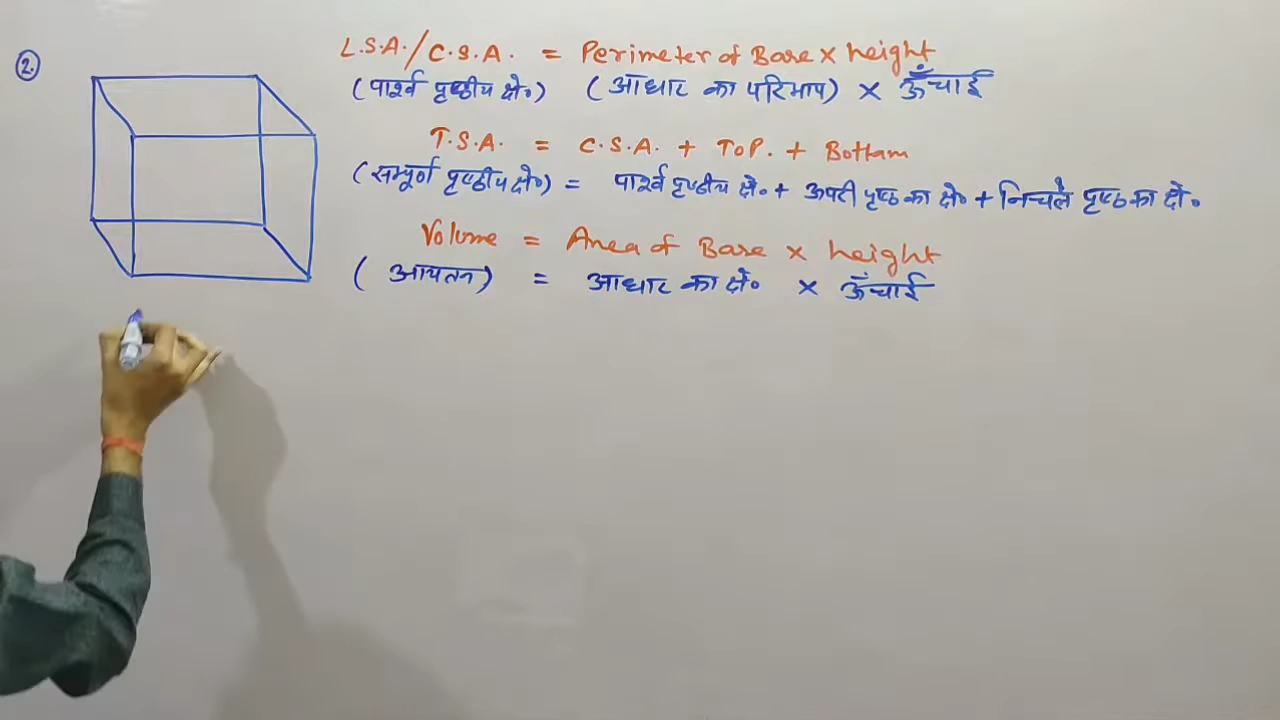 2.
L.S.A./C.S.A. = Perimeter of Base × height
(पार्श्व पृष्ठीय क्षे०) (आधार का परिमाप) × ऊँचाई
T.S.A. = C.S.A. + ToP. + Bottam
(सम्पूर्ण पृष्ठीय क्षे०) = पार्श्व पृष्ठीय क्षे० + ऊपरी पृष्ठ का क्षे० + निचले पृष्ठ का क्षे०
Volume = Area of Base × height
(आयतन) = आधार का क्षे० × ऊँचाई